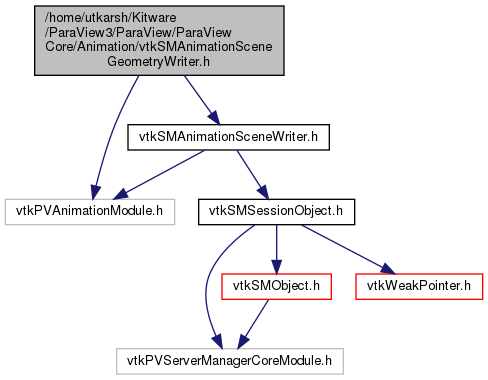 /home/utkarsh/Kitware
/ParaView3/ParaView/ParaView
Core/Animation/vtkSMAnimationScene
GeometryWriter.h
vtkSMAnimationSceneWriter.h
vtkPVAnimationModule.h
vtkSMSessionObject.h
vtkSMObject.h
vtkWeakPointer.h
vtkPVServerManagerCoreModule.h